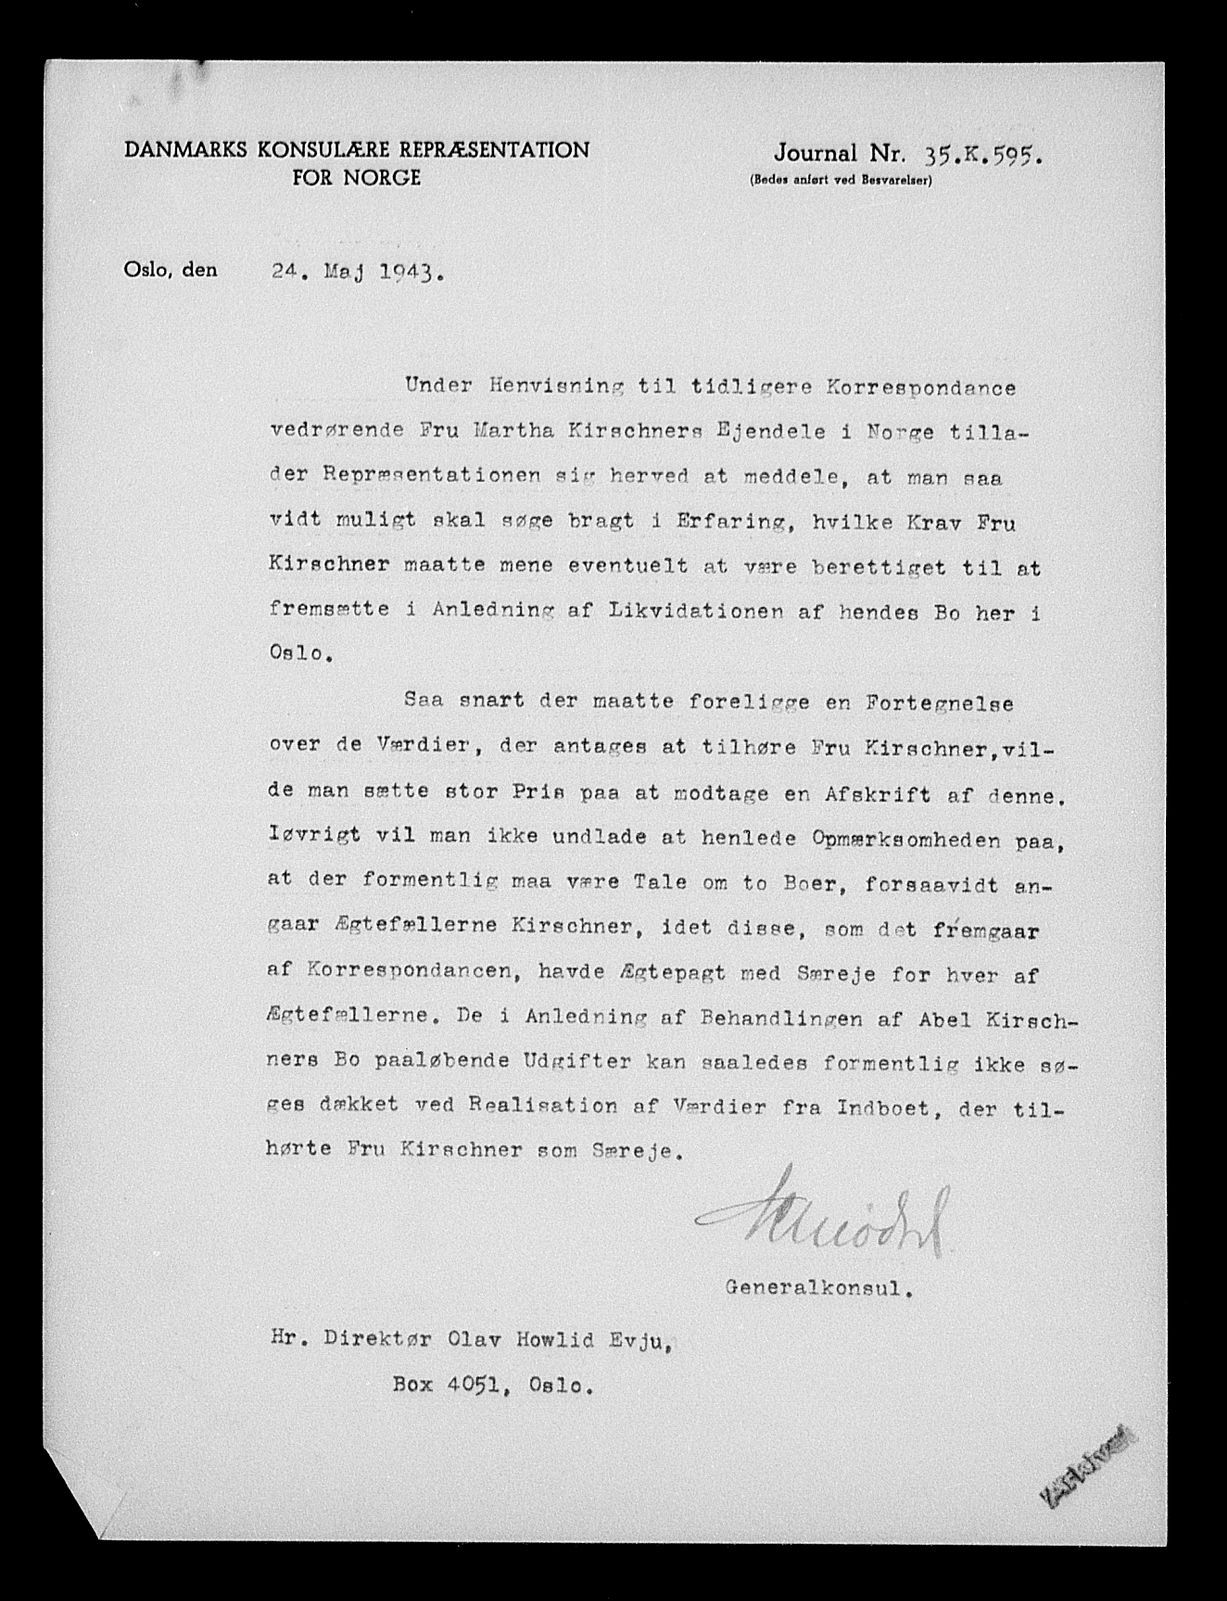 DANMARKS KONSULÆRE REPRÆSENTATION
FOR NORGE
Journal Nr. 35.K.595.
(Bedes anført ved Besvarelser)
Oslo, den 24. Maj 1943.
Under Henvisning til tidligere Korrespondance
vedrørende Fru Martha Kirschners Ejendele i Norge tilla-
der Repræsentationen sig herved at meddele, at man saa
vidt muligt skal søge bragt i Erfaring, hvilke Krav Fru
Kirschner maatte mene eventuelt at være berettiget til at
fremsætte i Anledning af Likvidationen af hendes Bo her i
Oslo.
Saa snart der maatte foreligge en Fortegnelse
over de Værdier, der antages at tilhøre Fru Kirschner,vil-
de man sætte stor Pris paa at modtage en Afskrift af denne.
Iøvrigt vil man ikke undlade at henlede Opmærksomheden paa,
at der formentlig maa være Tale om to Boer, forsaavidt an-
gaar Ægtefællerne Kirschner, idet disse, som det fremgaar
af Korrespondancen, havde Ægtepagt med Særeje for hver af
Ægtefællerne. De i Anledning af Behandlingen af Abel Kirsch-
ners Bo paaløbende Udgifter kan saaledes formentlig ikke sø-
ges dækket ved Realisation af Værdier fra Indboet, der til-
hørte Fru Kirschner som Særeje.
Generalkonsul.
Hr. Direktør Olav Howlid Evju,
Box 4051, Oslo.